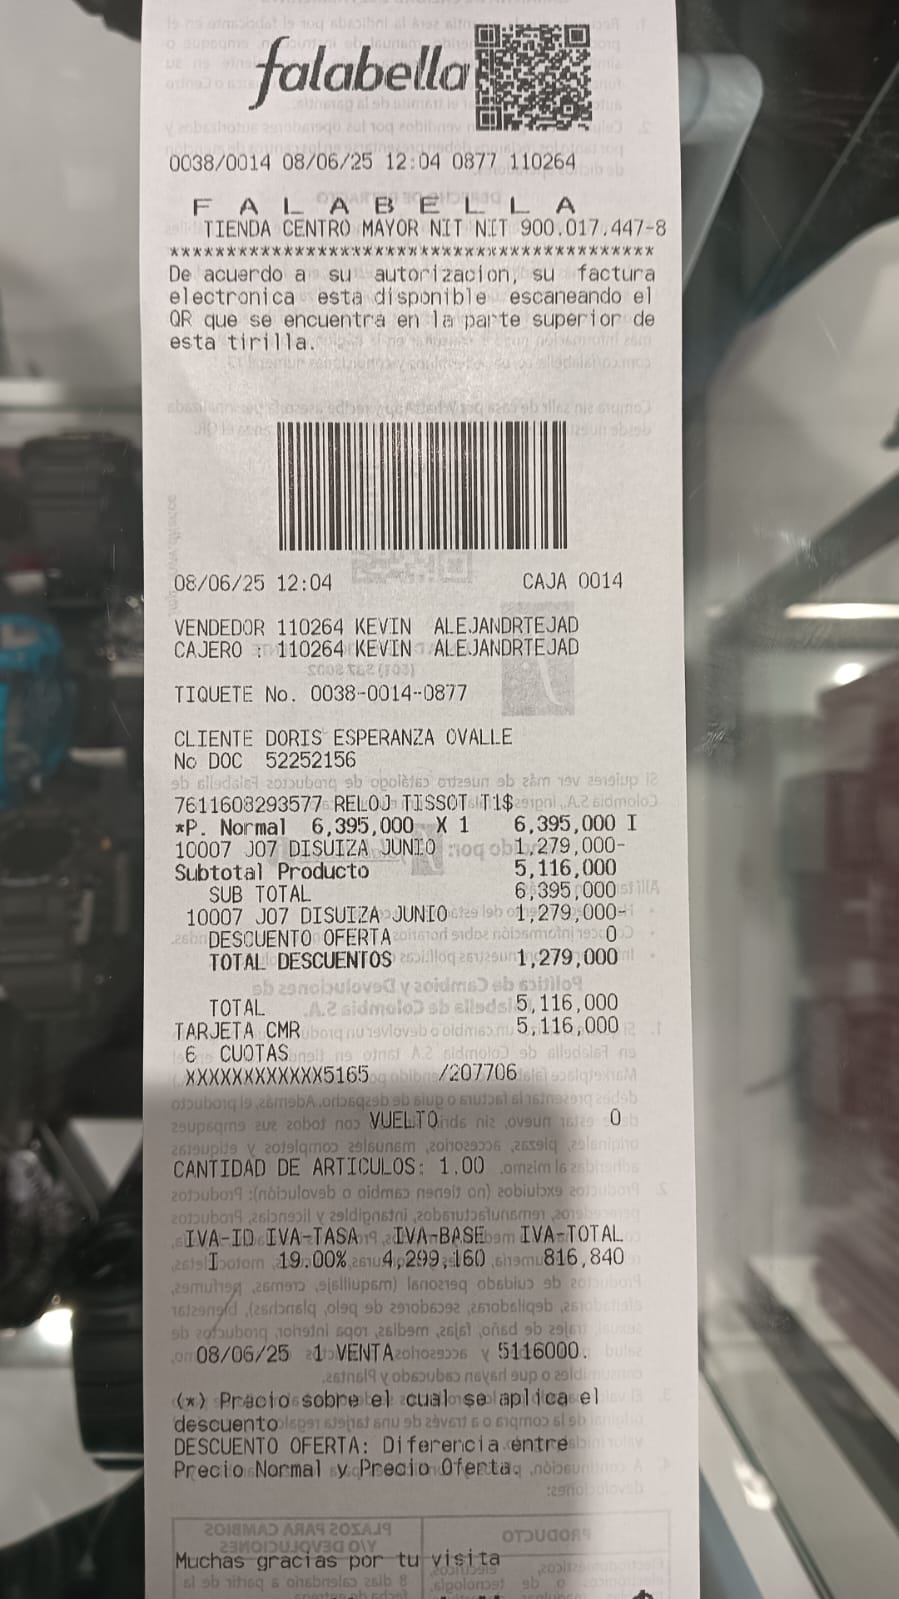 falabella
0038/0014 08/06/25 12:04 0877 110264
F A L A B E L L A
TIENDA CENTRO MAYOR NIT NIT 900.017.447-8
*******************************************
De acuerdo a su autorizacion, su factura
electronica esta disponible escaneando el
QR que se encuentra en la parte superior de
esta tirilla.
08/06/25 12:04 CAJA 0014
VENDEDOR 110264 KEVIN ALEJANDRTEJAD
CAJERO : 110264 KEVIN ALEJANDRTEJAD
TIQUETE No. 0038-0014-0877
CLIENTE DORIS ESPERANZA OVALLE
No DOC 52252156
7611608293577 RELOJ TISSOT T1$
*P. Normal 6,395,000 X 1 6,395,000 I
10007 J07 DISUIZA JUNIO 1,279,000-
Subtotal Producto 5,116,000
SUB TOTAL 6,395,000
10007 J07 DISUIZA JUNIO 1,279,000-
DESCUENTO OFERTA 0
TOTAL DESCUENTOS 1,279,000
TOTAL 5,116,000
TARJETA CMR 5,116,000
6 CUOTAS
XXXXXXXXXXXX5165 /207706
VUELTO 0
CANTIDAD DE ARTICULOS: 1.00
IVA-ID IVA-TASA IVA-BASE IVA-TOTAL
I 19.00% 4,299,160 816,840
08/06/25 1 VENTA 5116000.
(*) Precio sobre el cual se aplica el
descuento
DESCUENTO OFERTA: Diferencia entre
Precio Normal y Precio Oferta.
Muchas gracias por tu visita